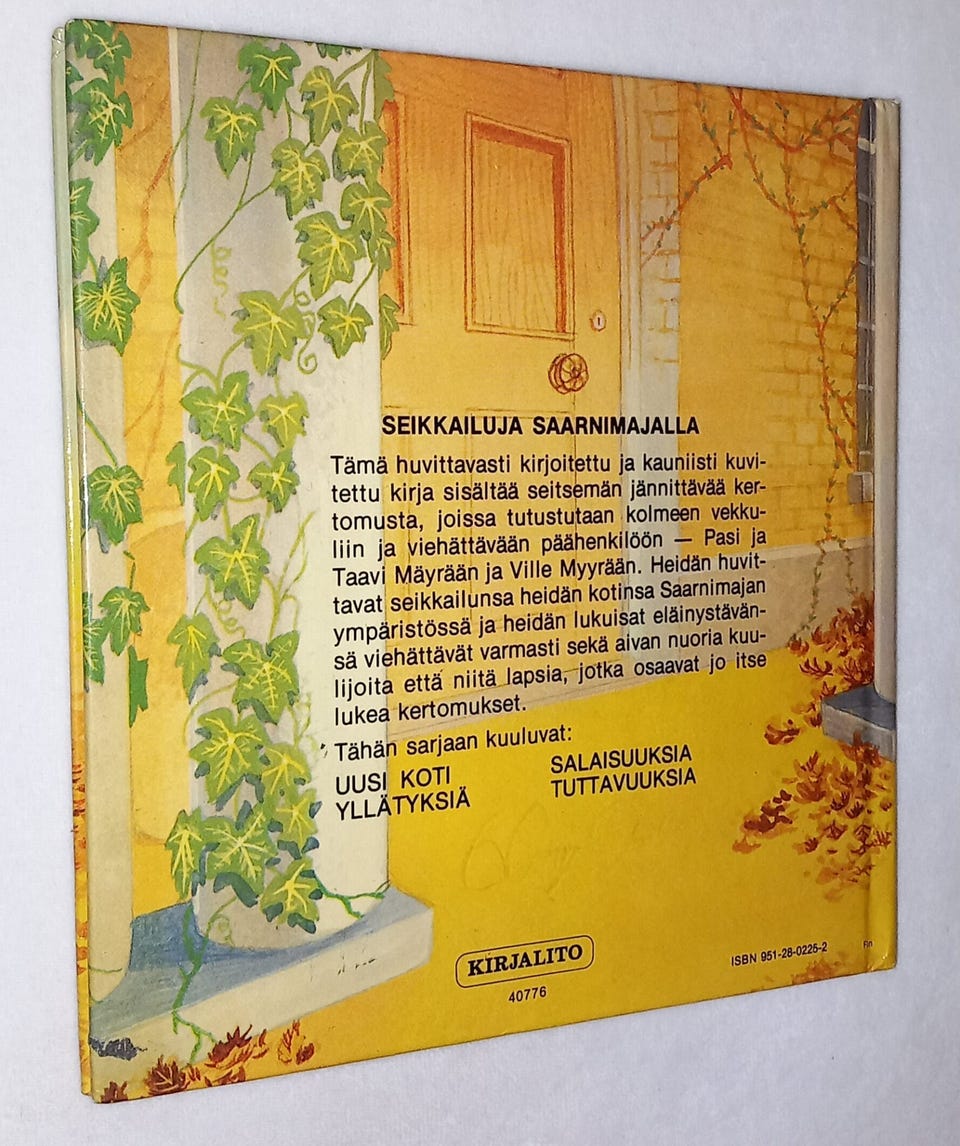 SEIKKAILUJA SAARNIMAJALLA
Tämä huvittavasti kirjoitettu ja kauniisti kuvi-
tettu kirja sisältää seitsemän jännittävää ker-
tomusta, joissa tutustutaan kolmeen vekku-
liin ja viehättävään päähenkilöön — Pasi ja
Taavi Mäyrään ja Ville Myyrään. Heidän huvit-
tavat seikkailunsa heidän kotinsa Saarnimajan
ympäristössä ja heidän lukuisat eläinystävän-
sä viehättävät varmasti sekä aivan nuoria kuu-
lijoita että niitä lapsia, jotka osaavat jo itse
lukea kertomukset.
Tähän sarjaan kuuluvat:
UUSI KOTI SALAISUUKSIA
YLLÄTYKSIÄ TUTTAVUUKSIA
KIRJALITO
40776
ISBN 951-28-0225-2
Fin